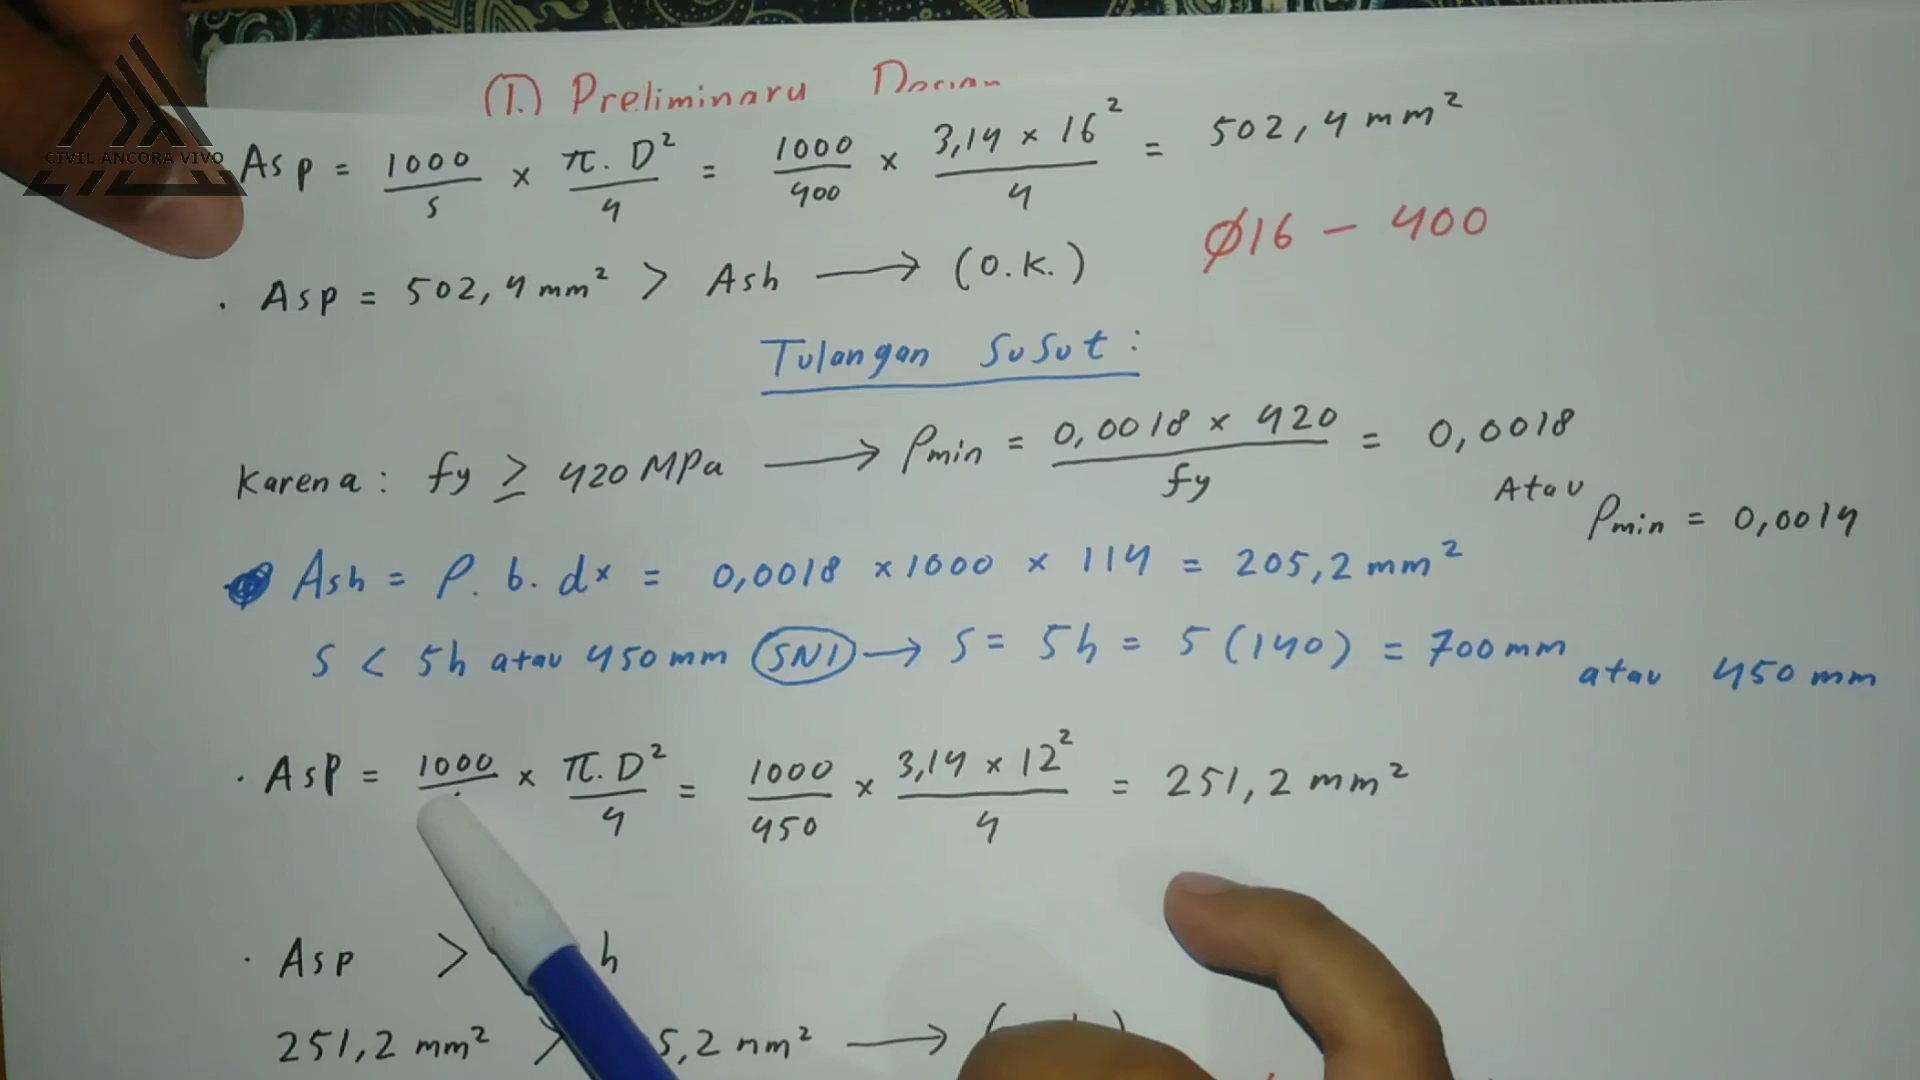 (1.) Preliminary Design
CIVIL ANCORA VIVO
Asp = 1000/s × π.D²/4 = 1000/400 × 3,14 × 16²/4 = 502,4 mm²
Ø16 - 400
. Asp = 502,4 mm² > Ash → (O.K.)
Tulangan Susut :
Karena : fy ≥ 420 MPa → ρmin = 0,0018 × 420/fy = 0,0018
Atau ρmin = 0,0014
Ash = ρ. b. dx = 0,0018 × 1000 × 114 = 205,2 mm²
S < 5h atau 450 mm (SNI) → S = 5h = 5 (140) = 700 mm atau 450 mm
. Asp = 1000/ × π.D²/4 = 1000/450 × 3,14 × 12²/4 = 251,2 mm²
. Asp > h
251,2 mm² > 5,2 mm² →